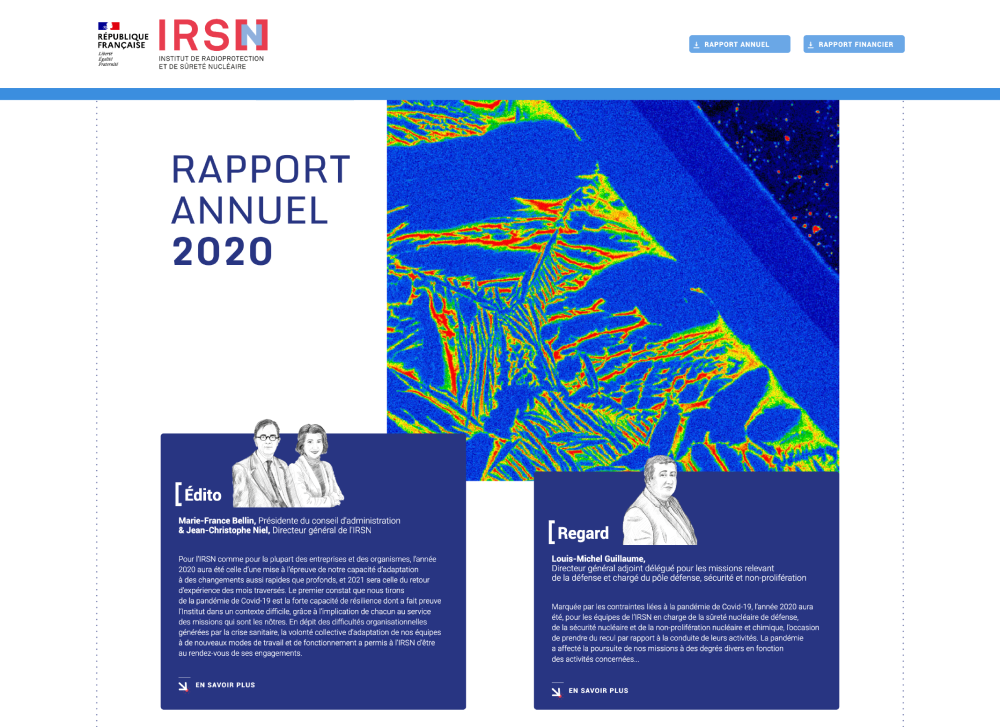 RÉPUBLIQUE
FRANÇAISE
Liberté
Égalité
Fraternité
IRSN
INSTITUT DE RADIOPROTECTION
ET DE SÛRETÉ NUCLÉAIRE
RAPPORT ANNUEL
RAPPORT FINANCIER
RAPPORT
ANNUEL
2020
[Édito
Marie-France Bellin, Présidente du conseil d'administration
& Jean-Christophe Niel, Directeur général de l'IRSN
Pour l'IRSN comme pour la plupart des entreprises et des organismes, l'année
2020 aura été celle d'une mise à l'épreuve de notre capacité d'adaptation
à des changements aussi rapides que profonds, et 2021 sera celle du retour
d'expérience des mois traversés. Le premier constat que nous tirons
de la pandémie de Covid-19 est la forte capacité de résilience dont a fait preuve
l'Institut dans un contexte difficile, grâce à l'implication de chacun au service
des missions qui sont les nôtres. En dépit des difficultés organisationnelles
générées par la crise sanitaire, la volonté collective d'adaptation de nos équipes
à de nouveaux modes de travail et de fonctionnement a permis à l'IRSN d'être
au rendez-vous de ses engagements.
EN SAVOIR PLUS
[Regard
Louis-Michel Guillaume,
Directeur général adjoint délégué pour les missions relevant
de la défense et chargé du pôle défense, sécurité et non-prolifération
Marquée par les contraintes liées à la pandémie de Covid-19, l'année 2020 aura
été, pour les équipes de l'IRSN en charge de la sûreté nucléaire de défense,
de la sécurité nucléaire et de la non-prolifération nucléaire et chimique, l'occasion
de prendre du recul par rapport à la conduite de leurs activités. La pandémie
a affecté la poursuite de nos missions à des degrés divers en fonction
des activités concernées...
EN SAVOIR PLUS